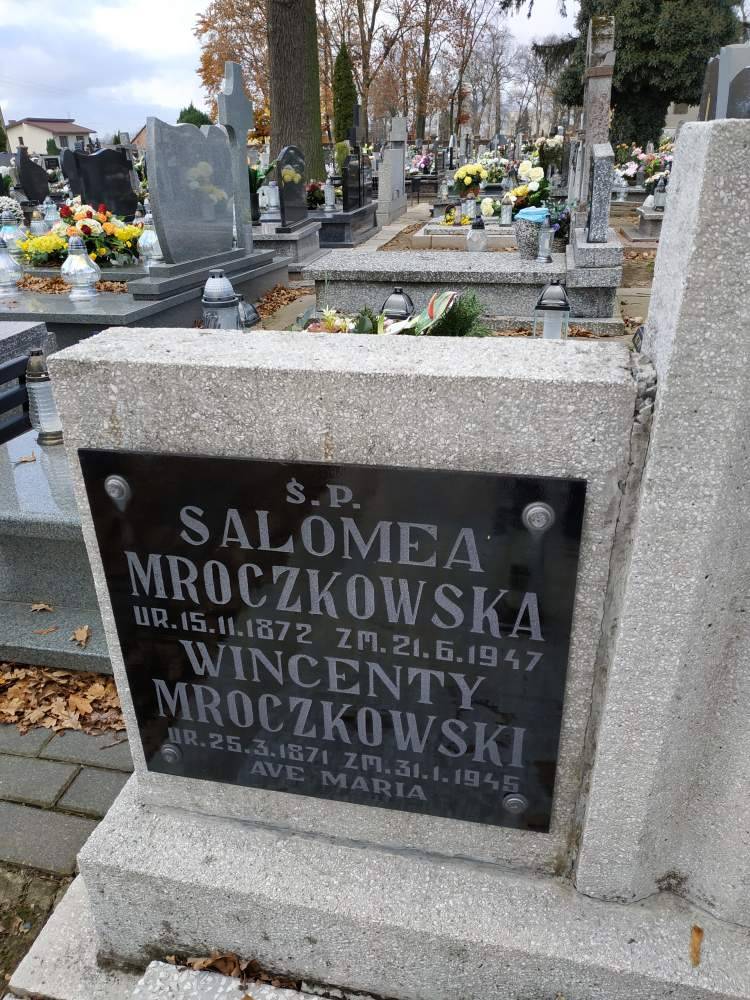 Ś.P.
SALOMEA
MROCZKOWSKA
UR.15.11.1872 ZM.21.6.1947
WINCENTY
MROCZKOWSKI
UR.25.3.1871 ZM.31.1.1945
AVE MARIA